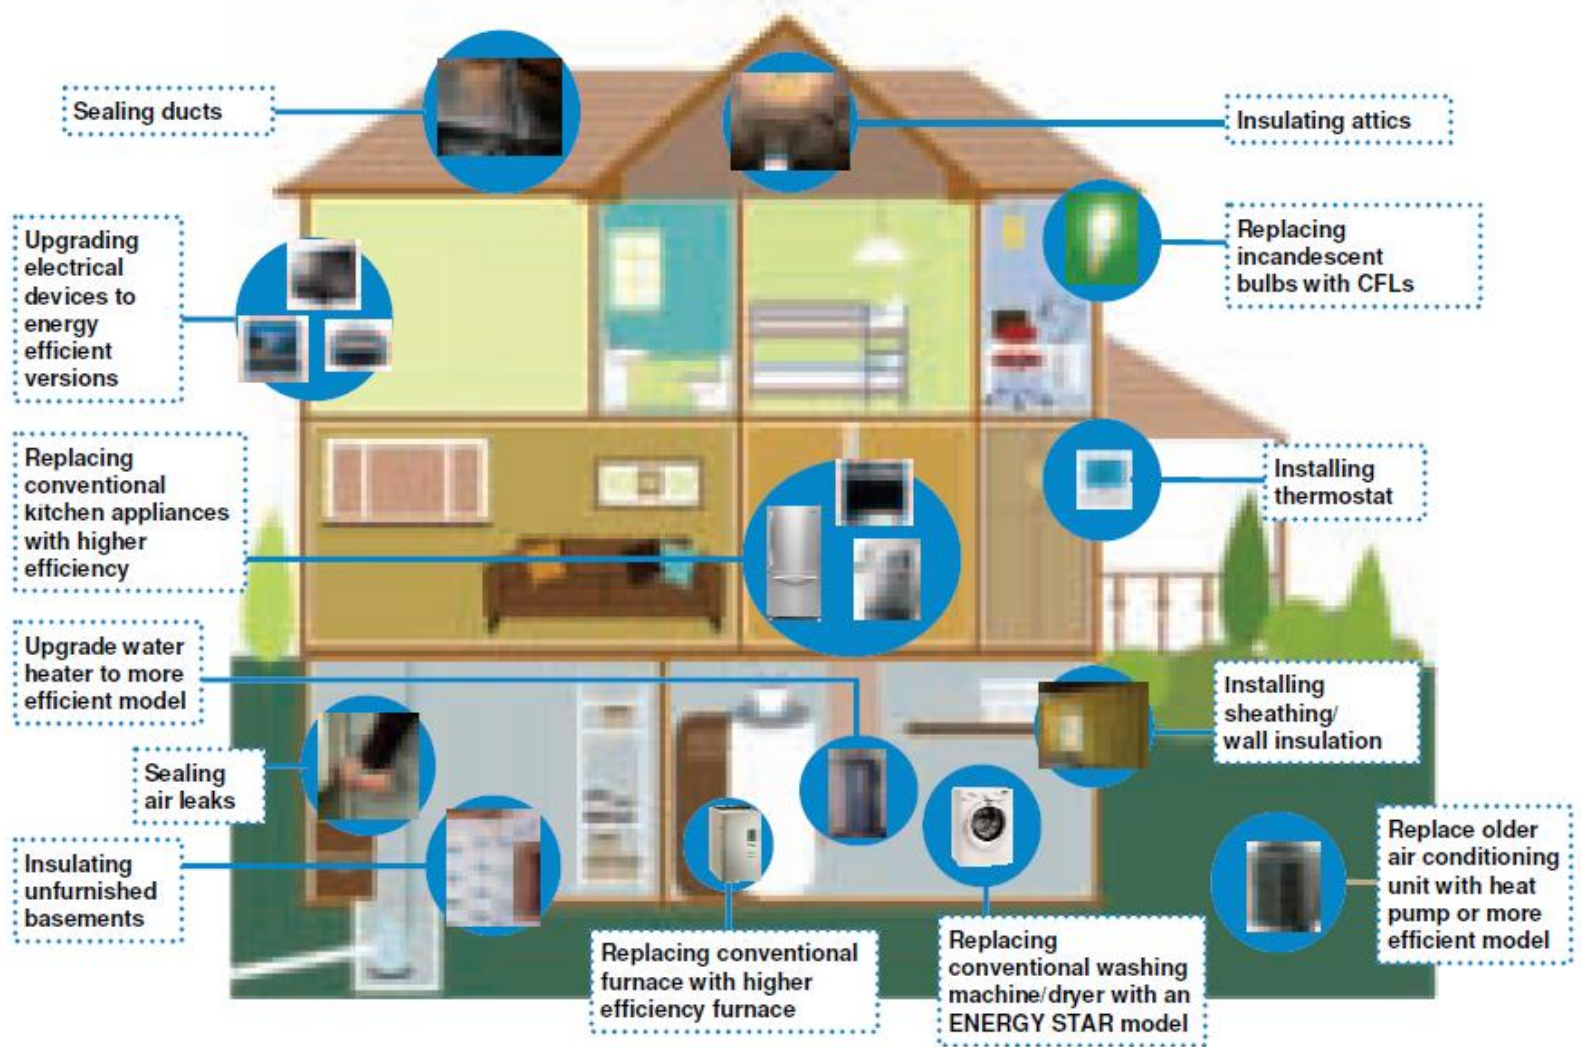 Sealing ducts
Insulating attics
Upgrading
electrical
devices to
energy
efficient
versions
Replacing
incandescent
bulbs with CFLs
Replacing
conventional
kitchen appliances
with higher
efficiency
Installing
thermostat
Upgrade water
heater to more
efficient model
Installing
sheathing/
wall insulation
Sealing
air leaks
Insulating
unfurnished
basements
Replacing conventional
furnace with higher
efficiency furnace
Replacing
conventional washing
machine/dryer with an
ENERGY STAR model
Replace older
air conditioning
unit with heat
pump or more
efficient model